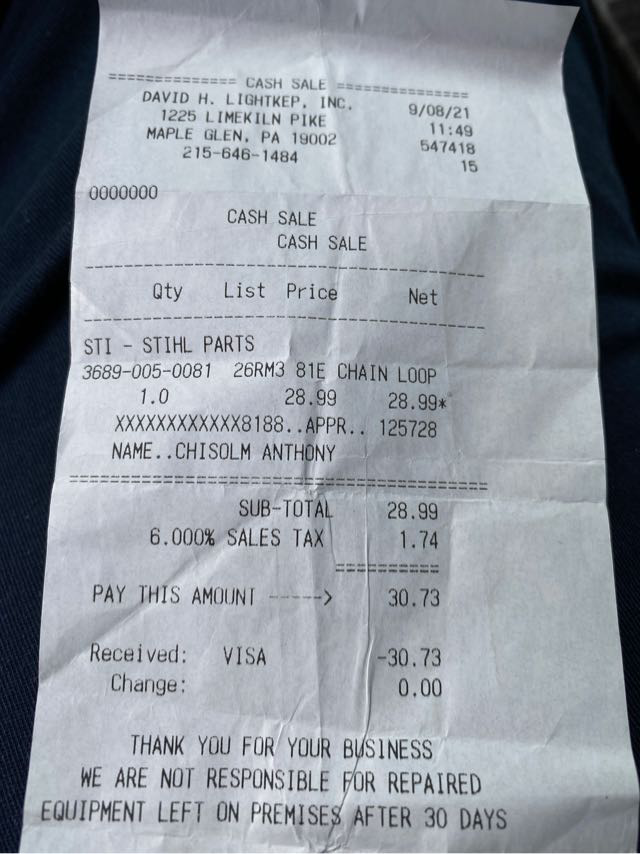 ============== CASH SALE ==============
DAVID H. LIGHTKEP, INC. 9/08/21
1225 LIMEKILN PIKE 11:49
MAPLE GLEN, PA 19002 547418
215-646-1484 15
0000000
CASH SALE
CASH SALE
Qty List Price Net
STI - STIHL PARTS
3689-005-0081 26RM3 81E CHAIN LOOP
1.0 28.99 28.99*
XXXXXXXXXXXX8188..APPR.. 125728
NAME..CHISOLM ANTHONY
SUB-TOTAL 28.99
6.000% SALES TAX 1.74
PAY THIS AMOUNT -----> 30.73
Received: VISA -30.73
Change: 0.00
THANK YOU FOR YOUR BUSINESS
WE ARE NOT RESPONSIBLE FOR REPAIRED
EQUIPMENT LEFT ON PREMISES AFTER 30 DAYS